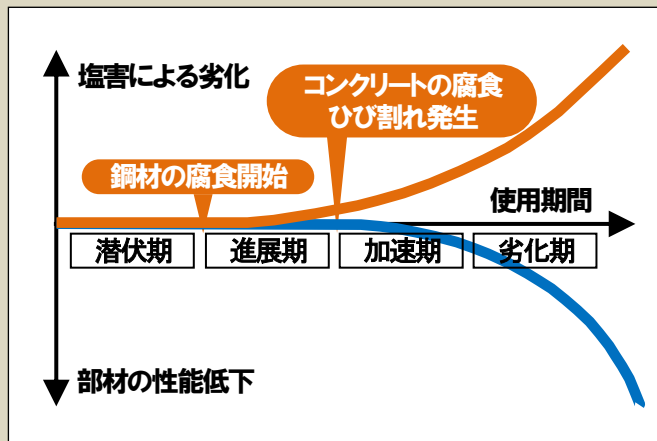 塩害による劣化
コンクリートの腐食
ひび割れ発生
鋼材の腐食開始
使用期間
潜伏期
進展期
加速期
劣化期
部材の性能低下